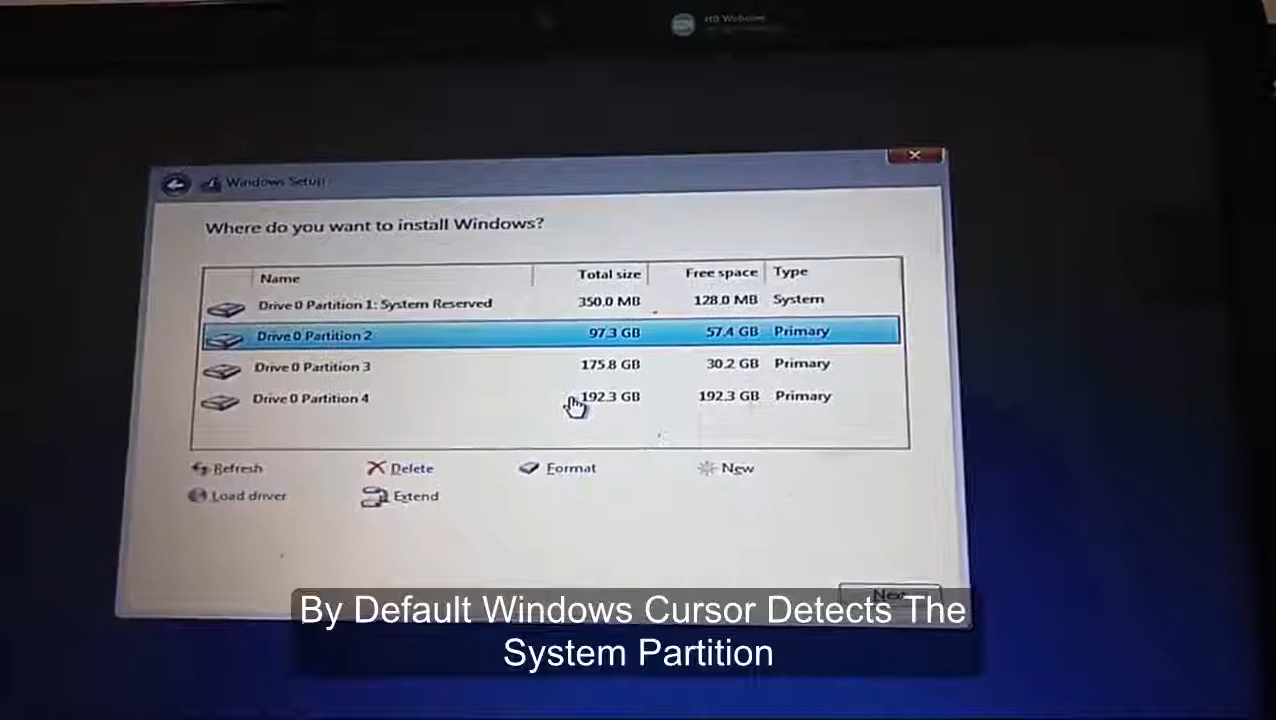 HD Webcam
Windows Setup
Where do you want to install Windows?
Name Total size Free space Type
Drive 0 Partition 1: System Reserved 350.0 MB 128.0 MB System
Drive 0 Partition 2 97.3 GB 57.4 GB Primary
Drive 0 Partition 3 175.8 GB 30.2 GB Primary
Drive 0 Partition 4 192.3 GB 192.3 GB Primary
Refresh Delete Format New
Load driver Extend
Next
By Default Windows Cursor Detects The
System Partition